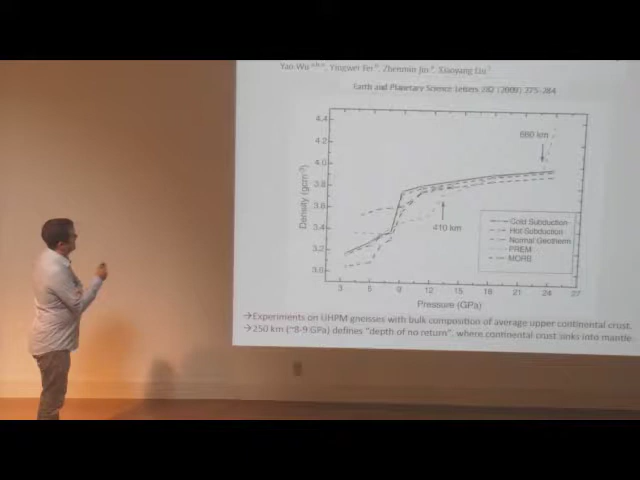 Yan Wu, Yingwei Fei, Zhenmin Jin, Xiaoyang Liu
Earth and Planetary Science Letters 282 (2009) 275-284
4.4
4.2
4.0
3.8
3.6
3.4
3.2
3.0
Density (gcm⁻³)
660 km
410 km
Cold Subduction
Hot Subduction
Normal Geotherm
PREM
MORB
3 6 9 12 15 18 21 24 27
Pressure (GPa)
→Experiments on UHPM gneisses with bulk composition of average upper continental crust.
→250 km (~8-9 GPa) defines "depth of no return", where continental crust sinks into mantle.